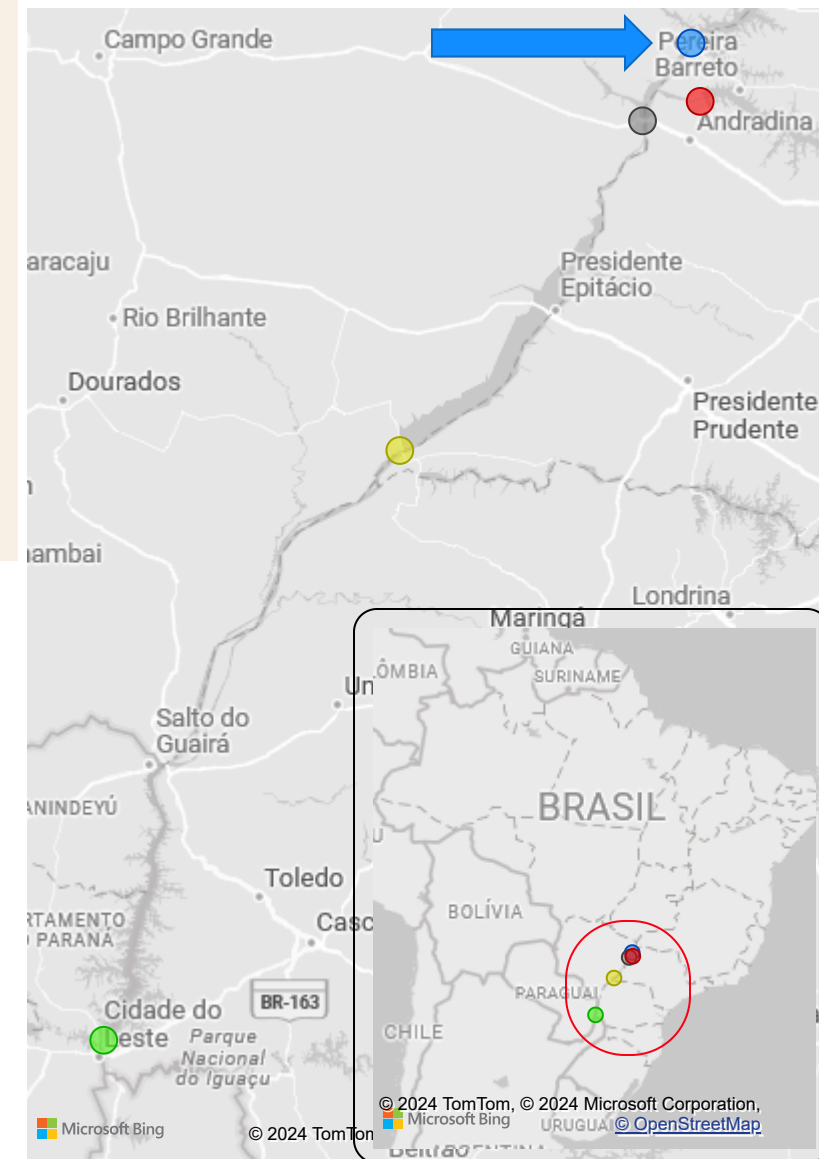 Campo Grande
Pereira
Barreto
Andradina
aracaju
Presidente
Epitácio
Rio Brilhante
Dourados
Presidente
Prudente
ambai
Londrina
Maringá
GUIANA
ÔMBIA
SURINAME
Salto do
Guairá
ANINDEYÚ
BRASIL
Toledo
BOLÍVIA
RTAMENTO
PARANÁ
Casc
PARAGUAI
BR-163
Cidade do
Leste
Parque
Nacional
do Iguaçu
CHILE
© 2024 TomTom, © 2024 Microsoft Corporation,
Microsoft Bing
URUGUAI
© OpenStreetMap
Microsoft Bing
© 2024 TomTom
Beltrão